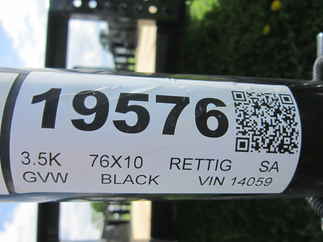 19576
3.5K 76X10 RETTIG SA
GVW BLACK VIN 14059